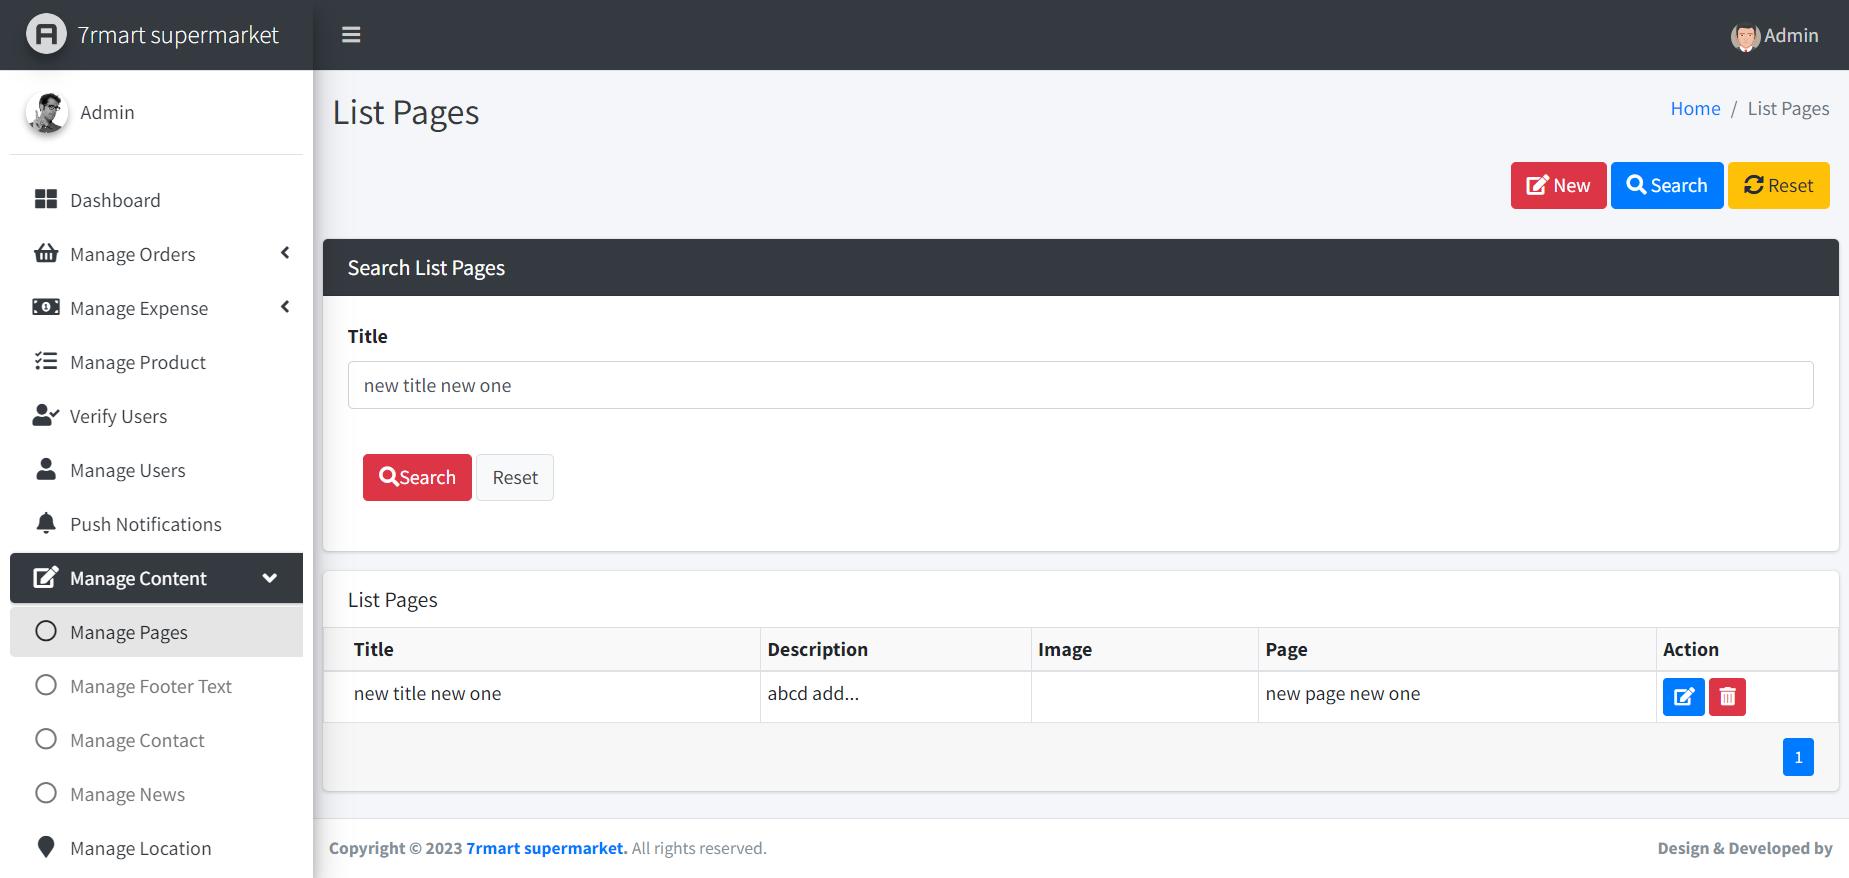 7rmart supermarket
Admin
Admin
List Pages
Home / List Pages
Dashboard
Manage Orders
Manage Expense
Manage Product
Verify Users
Manage Users
Push Notifications
Manage Content
Manage Pages
Manage Footer Text
Manage Contact
Manage News
Manage Location
New
Search
Reset
Search List Pages
Title
new title new one
Search
Reset
List Pages
Title Description Image Page Action
new title new one abcd add... new page new one
1
Copyright © 2023 7rmart supermarket. All rights reserved.
Design & Developed by